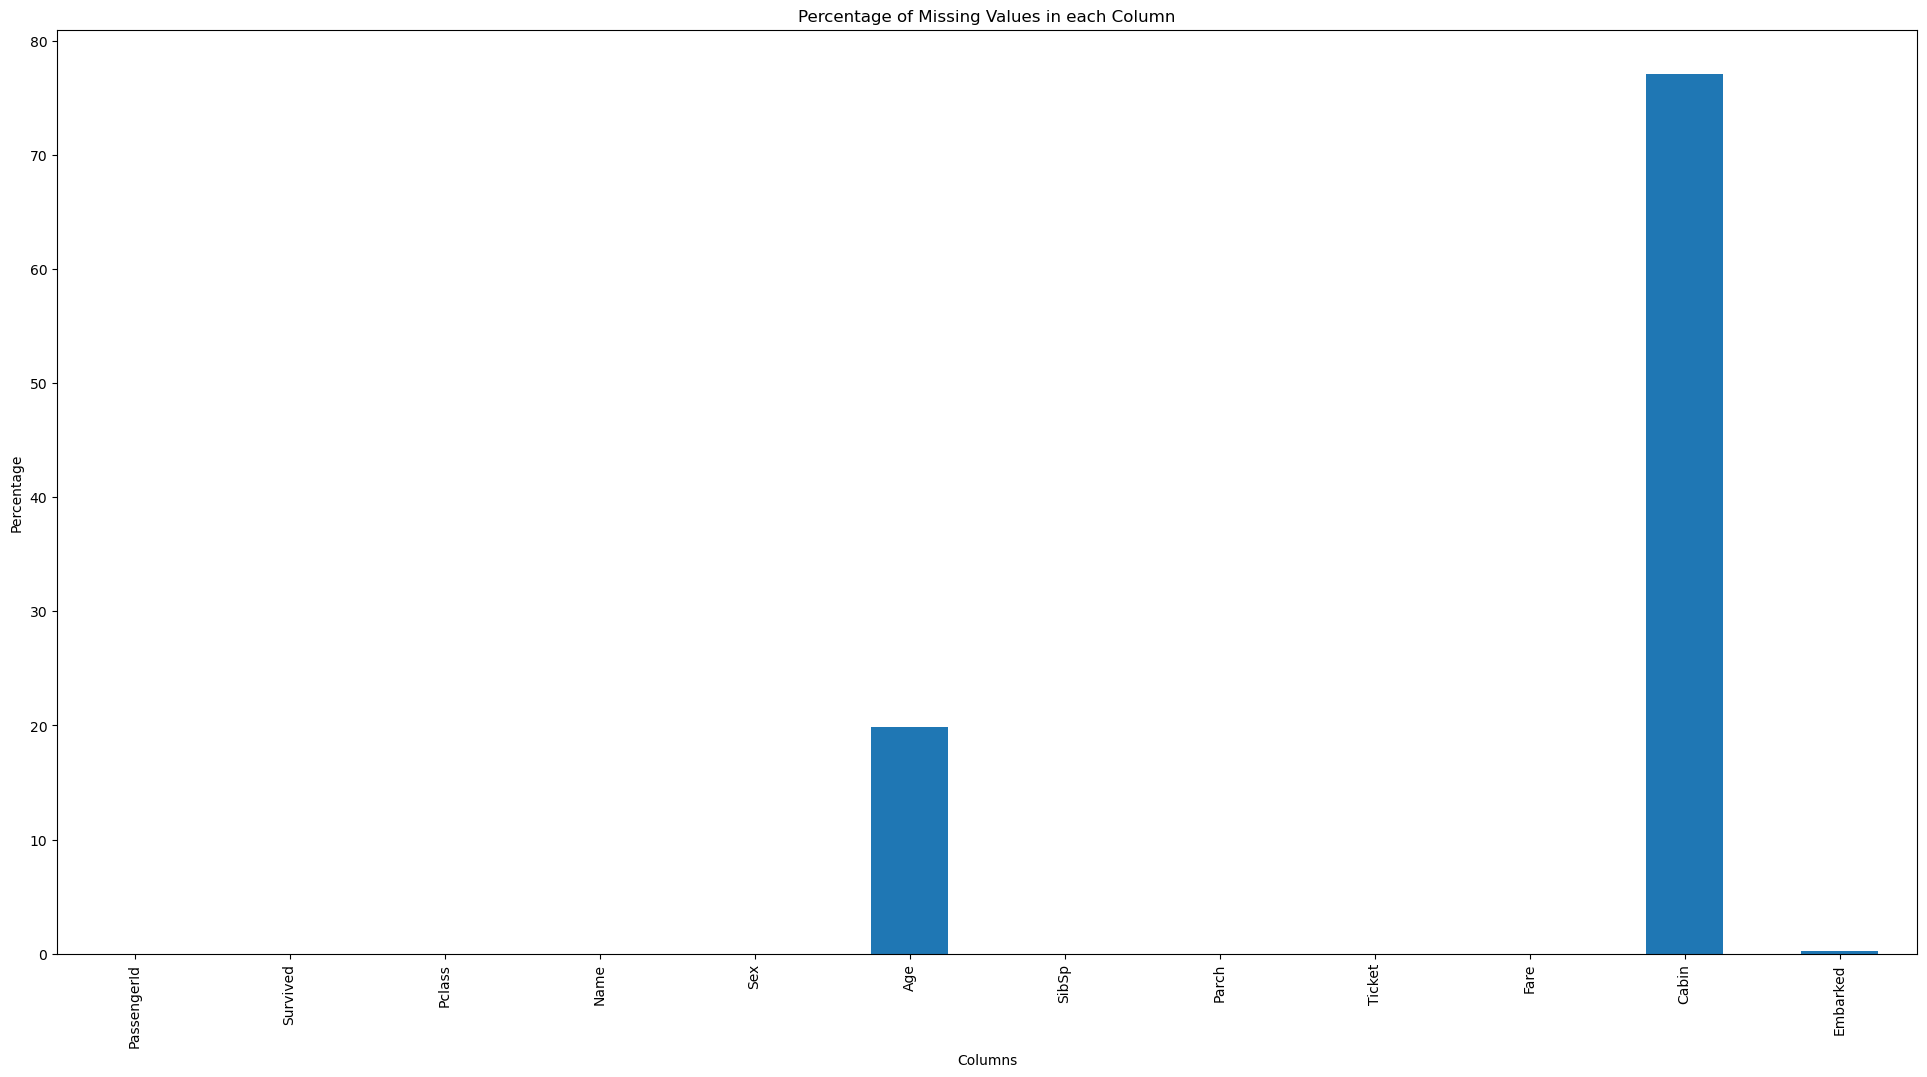 Percentage of Missing Values in each Column
80
70
60
50
40
30
20
10
0
Percentage
PassengerId
Survived
Pclass
Name
Sex
Age
SibSp
Parch
Ticket
Fare
Cabin
Embarked
Columns